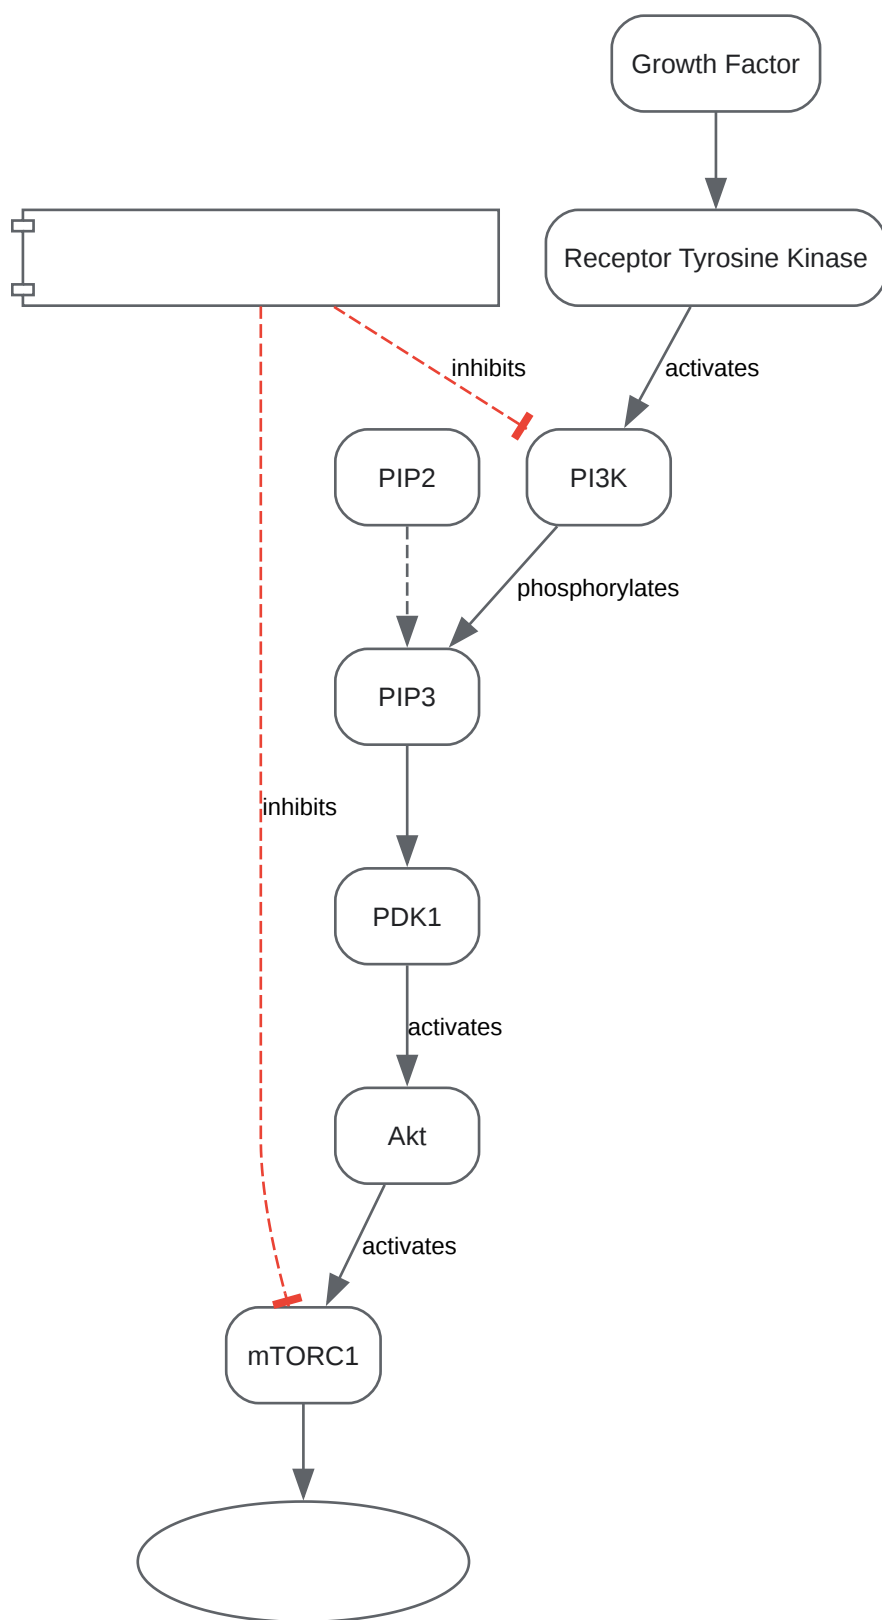 Growth Factor
Receptor Tyrosine Kinase
inhibits
activates
PIP2
PI3K
phosphorylates
PIP3
inhibits
PDK1
activates
Akt
activates
mTORC1